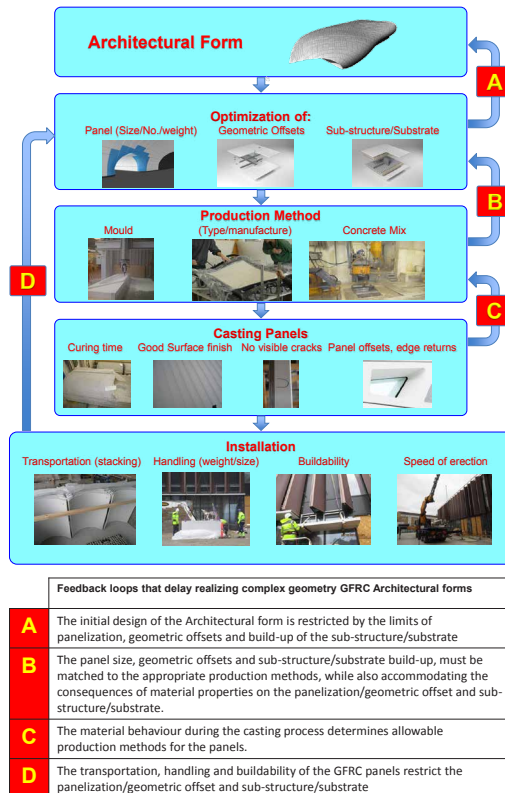 Architectural Form
A
Optimization of:
Panel (Size/No./weight) Geometric Offsets Sub-structure/Substrate
B
Production Method
Mould (Type/manufacture) Concrete Mix
D
C
Casting Panels
Curing time Good Surface finish No visible cracks Panel offsets, edge returns
Installation
Transportation (stacking) Handling (weight/size) Buildability Speed of erection
Feedback loops that delay realizing complex geometry GFRC Architectural forms
A
The initial design of the Architectural form is restricted by the limits of
panelization, geometric offsets and build-up of the sub-structure/substrate
B
The panel size, geometric offsets and sub-structure/substrate build-up, must be
matched to the appropriate production methods, while also accommodating the
consequences of material properties on the panelization/geometric offset and sub-
structure/substrate.
C
The material behaviour during the casting process determines allowable
production methods for the panels.
D
The transportation, handling and buildability of the GFRC panels restrict the
panelization/geometric offset and sub-structure/substrate